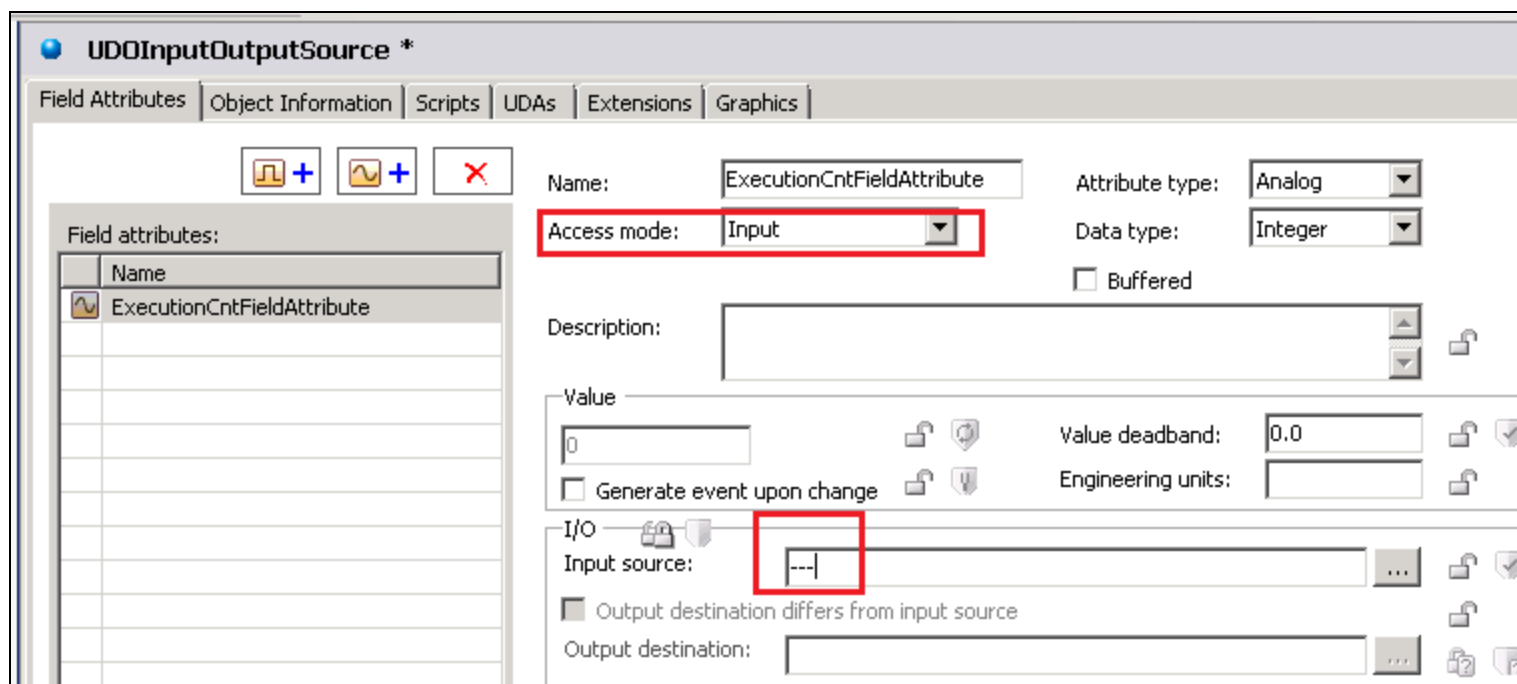 UDOInputOutputSource *
Field Attributes Object Information Scripts UDAs Extensions Graphics
Name: ExecutionCntFieldAttribute Attribute type: Analog
Field attributes: Access mode: Input Data type: Integer
Name
Buffered
ExecutionCntFieldAttribute
Description:
Value
0 Value deadband: 0.0
Generate event upon change Engineering units:
I/O
Input source: --- ...
Output destination differs from input source
Output destination: ...